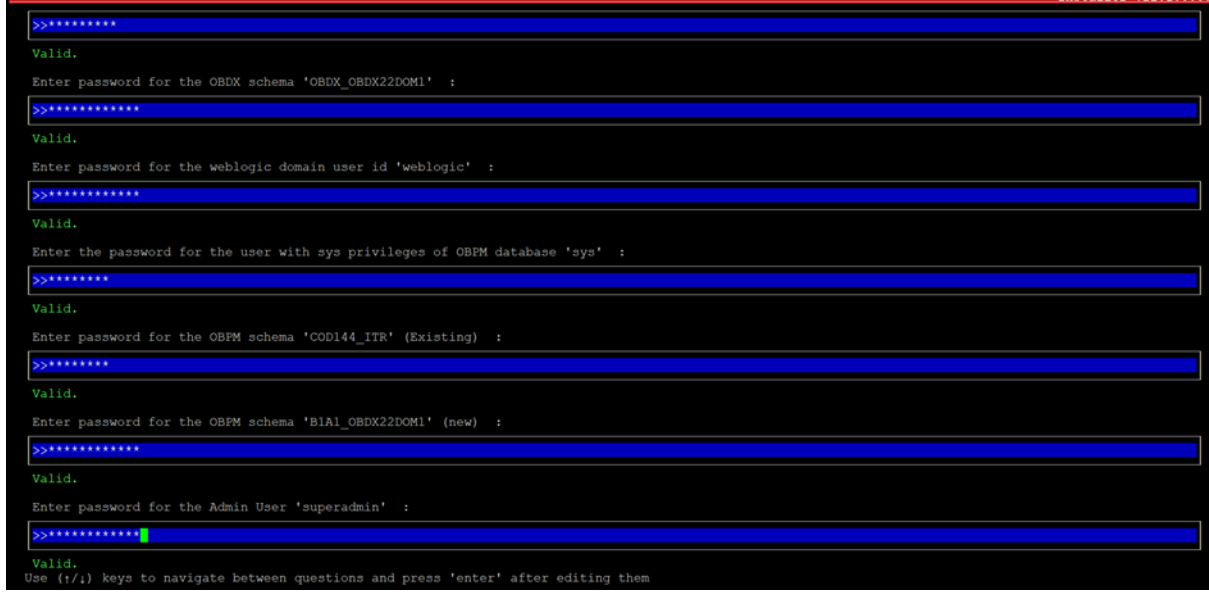 >>*********
Valid.
Enter password for the OBDX schema 'OBDX_OBDX22DOM1'  :
>>************
Valid.
Enter password for the weblogic domain user id 'weblogic'  :
>>************
Valid.
Enter the password for the user with sys privileges of OBPM database 'sys'  :
>>********
Valid.
Enter password for the OBPM schema 'COD144_ITR' (Existing)  :
>>********
Valid.
Enter password for the OBPM schema 'B1A1_OBDX22DOM1' (new)  :
>>************
Valid.
Enter password for the Admin User 'superadmin'  :
>>************
Valid.
Use (↑/↓) keys to navigate between questions and press 'enter' after editing them